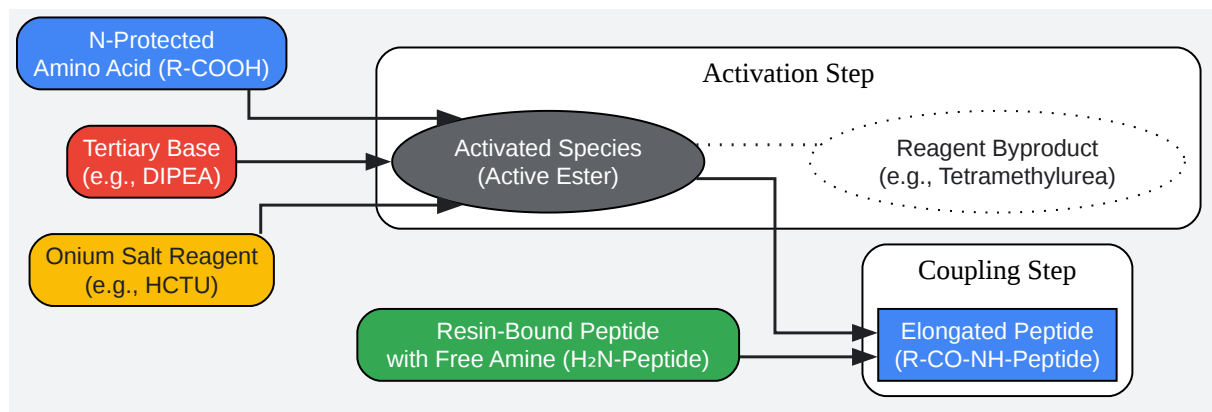 N-Protected
Amino Acid (R-COOH)
Activation Step
Tertiary Base
(e.g., DIPEA)
Activated Species
(Active Ester)
Reagent Byproduct
(e.g., Tetramethylurea)
Onium Salt Reagent
(e.g., HCTU)
Coupling Step
Resin-Bound Peptide
with Free Amine (H₂N-Peptide)
Elongated Peptide
(R-CO-NH-Peptide)